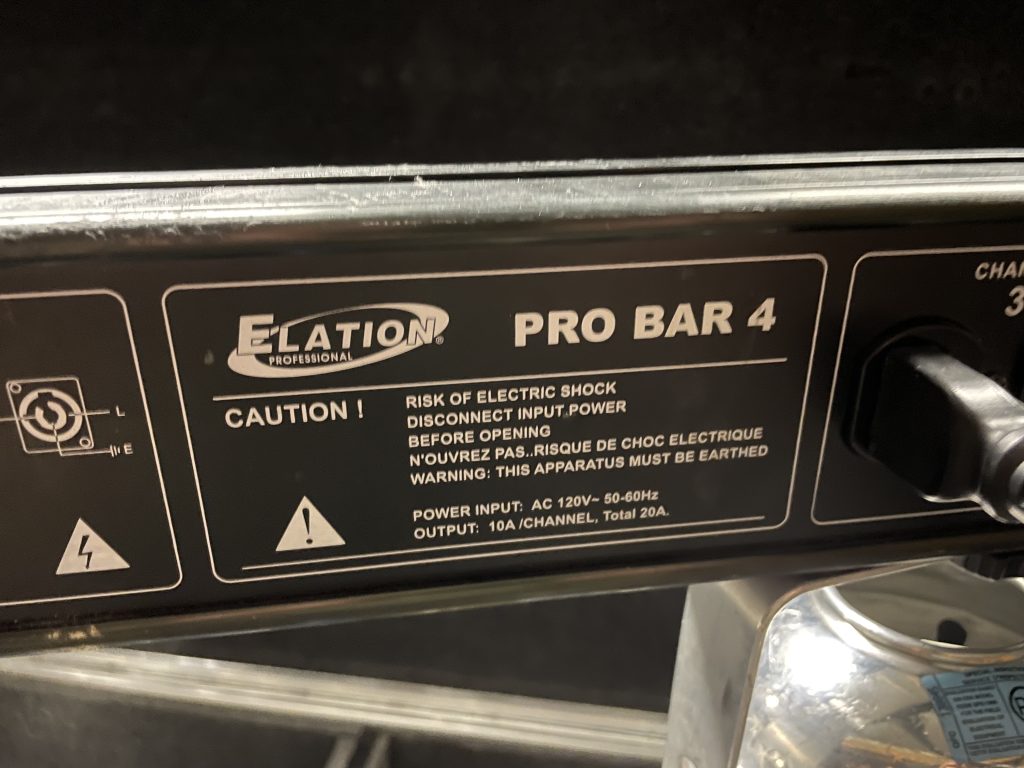 L
E
ELATION®
PROFESSIONAL
PRO BAR 4
CAUTION !
RISK OF ELECTRIC SHOCK
DISCONNECT INPUT POWER
BEFORE OPENING
N'OUVREZ PAS..RISQUE DE CHOC ELECTRIQUE
WARNING: THIS APPARATUS MUST BE EARTHED
POWER INPUT: AC 120V~ 50-60Hz
OUTPUT: 10A /CHANNEL, Total 20A.
3